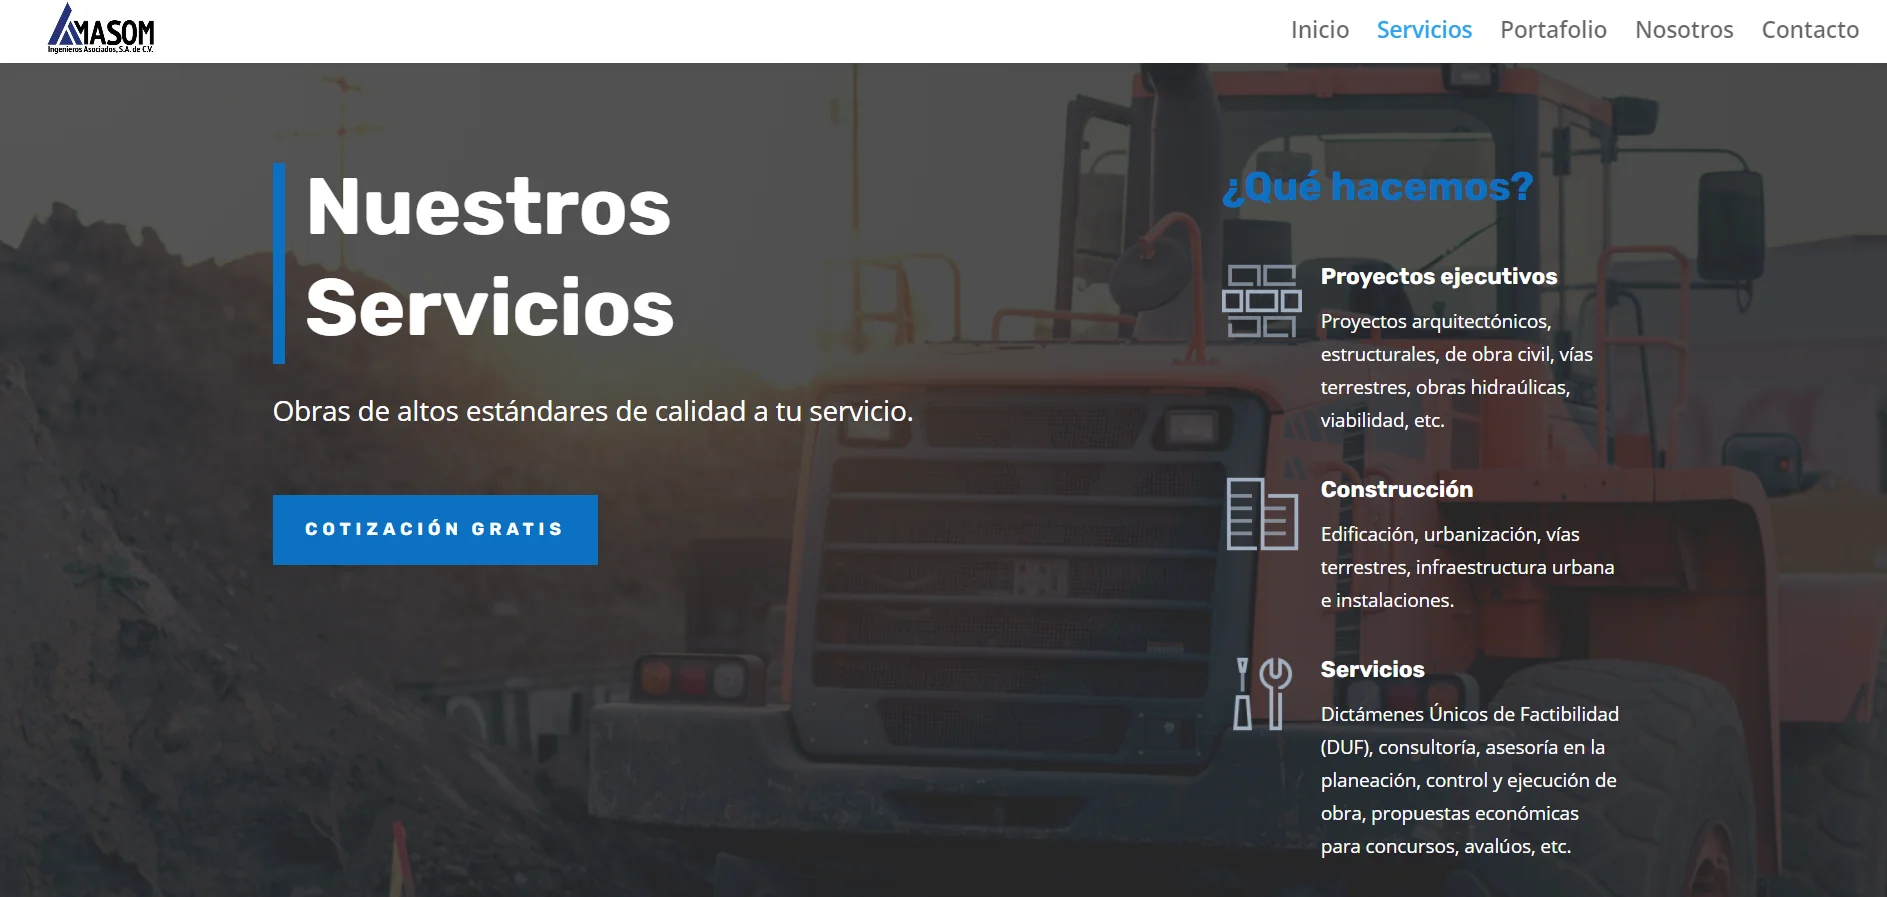 AMASOM
Ingenieros Asociados, S.A. de C.V.
Inicio
Servicios
Portafolio
Nosotros
Contacto
Nuestros
Servicios
Obras de altos estándares de calidad a tu servicio.
COTIZACIÓN GRATIS
¿Qué hacemos?
Proyectos ejecutivos
Proyectos arquitectónicos,
estructurales, de obra civil, vías
terrestres, obras hidraúlicas,
viabilidad, etc.
Construcción
Edificación, urbanización, vías
terrestres, infraestructura urbana
e instalaciones.
Servicios
Dictámenes Únicos de Factibilidad
(DUF), consultoría, asesoría en la
planeación, control y ejecución de
obra, propuestas económicas
para concursos, avalúos, etc.